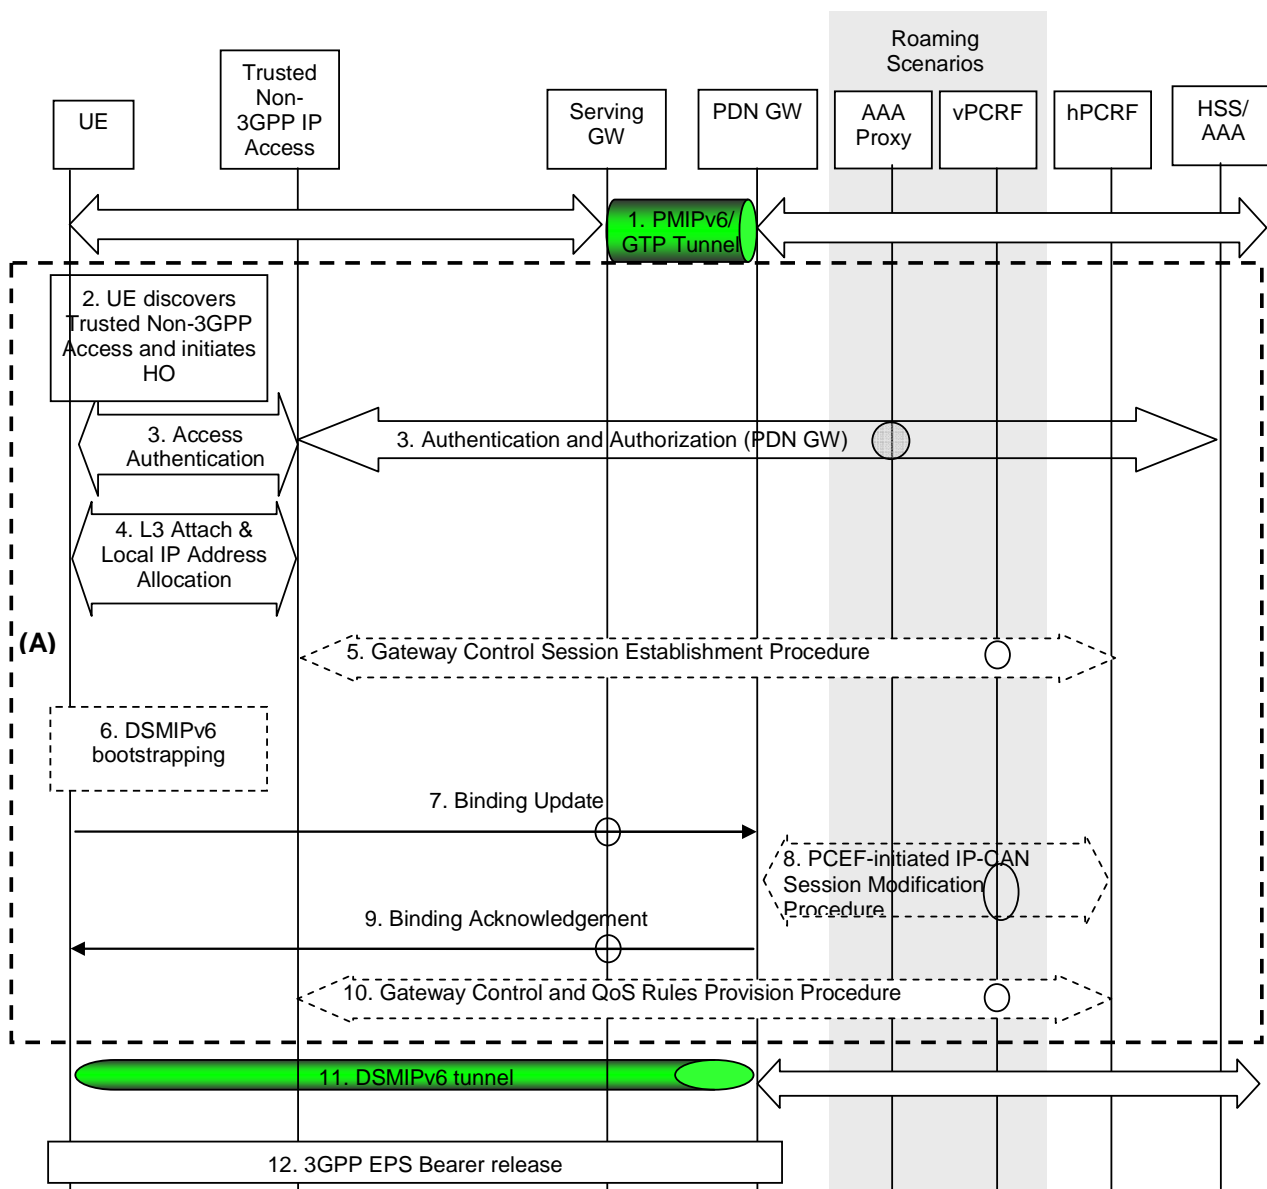 Roaming
Scenarios
UE
Trusted
Non-
3GPP IP
Access
Serving
GW
PDN GW
AAA
Proxy
vPCRF
hPCRF
HSS/
AAA
1. PMIPv6/
GTP Tunnel
2. UE discovers
Trusted Non-3GPP
Access and initiates
HO
3. Access
Authentication
3. Authentication and Authorization (PDN GW)
4. L3 Attach &
Local IP Address
Allocation
(A)
5. Gateway Control Session Establishment Procedure
6. DSMIPv6
bootstrapping
7. Binding Update
8. PCEF-initiated IP-CAN
Session Modification
Procedure
9. Binding Acknowledgement
10. Gateway Control and QoS Rules Provision Procedure
11. DSMIPv6 tunnel
12. 3GPP EPS Bearer release